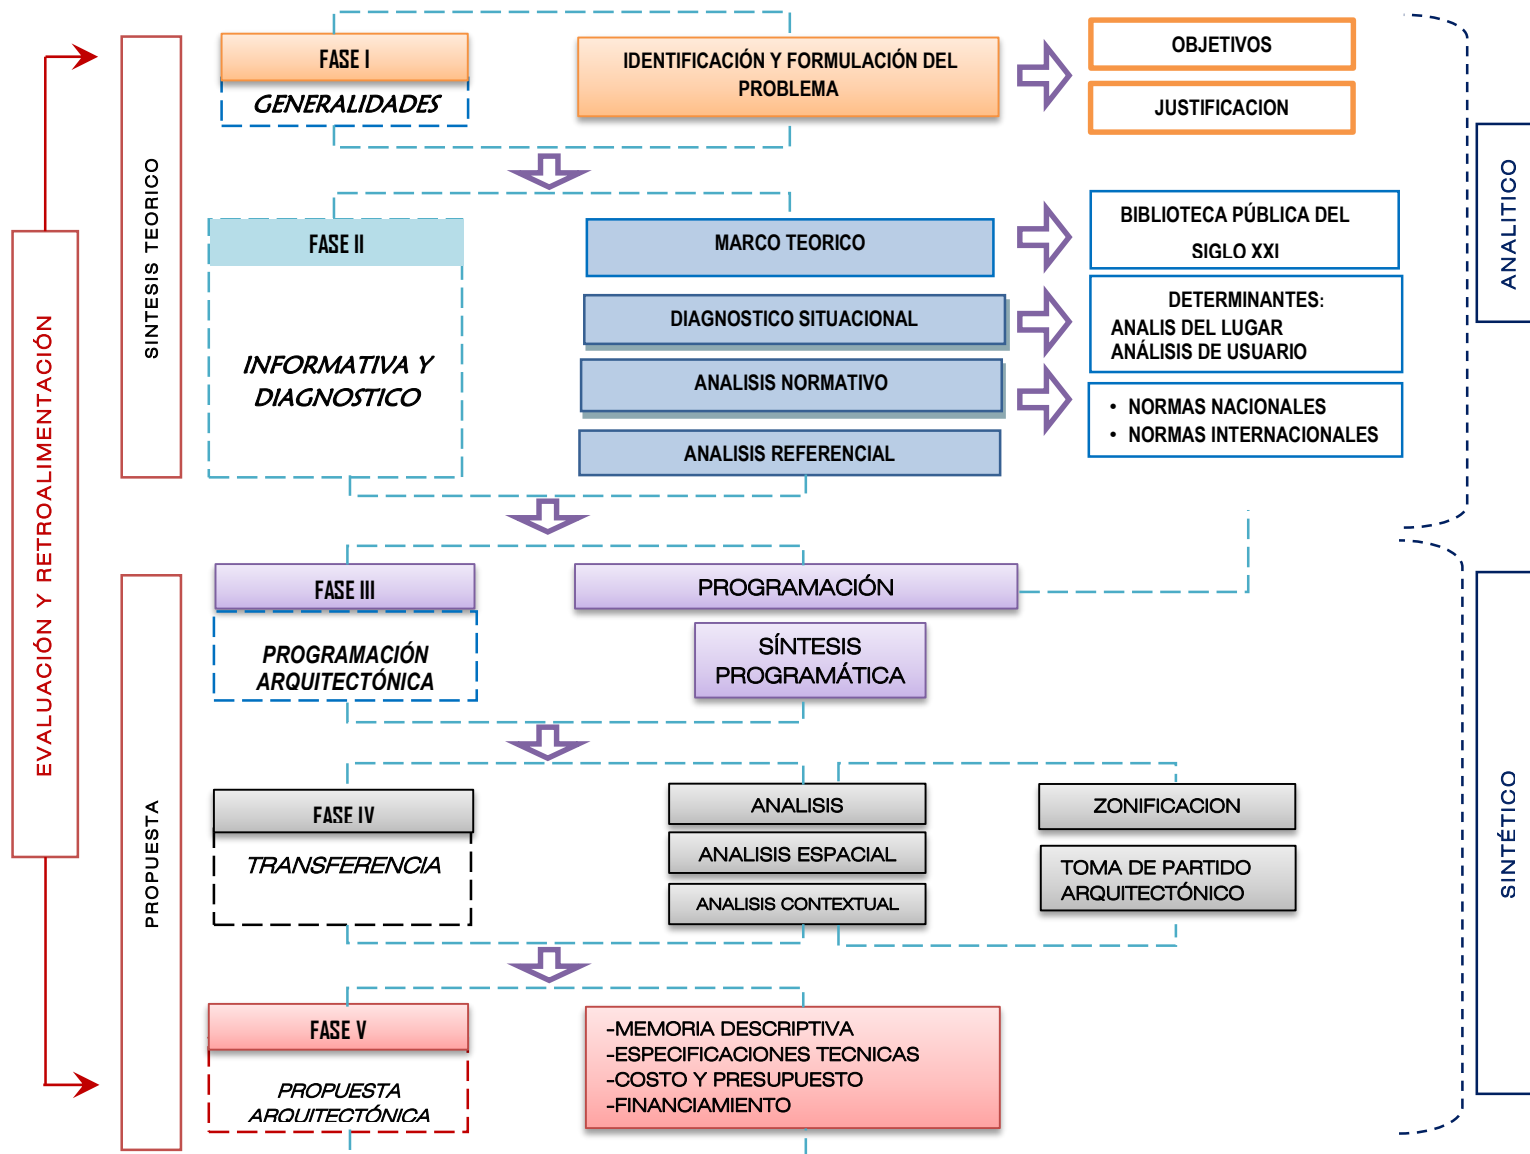 EVALUACIÓN Y RETROALIMENTACIÓN
SINTESIS TEORICO
FASE I
GENERALIDADES
IDENTIFICACIÓN Y FORMULACIÓN DEL
PROBLEMA
OBJETIVOS
JUSTIFICACION
ANALITICO
FASE II
INFORMATIVA Y
DIAGNOSTICO
MARCO TEORICO
DIAGNOSTICO SITUACIONAL
ANALISIS NORMATIVO
ANALISIS REFERENCIAL
BIBLIOTECA PÚBLICA DEL
SIGLO XXI
DETERMINANTES:
ANALIS DEL LUGAR
ANÁLISIS DE USUARIO
• NORMAS NACIONALES
• NORMAS INTERNACIONALES
PROPUESTA
FASE III
PROGRAMACIÓN
ARQUITECTÓNICA
PROGRAMACIÓN
SÍNTESIS
PROGRAMÁTICA
SINTÉTICO
FASE IV
TRANSFERENCIA
ANALISIS
ANALISIS ESPACIAL
ANALISIS CONTEXTUAL
ZONIFICACION
TOMA DE PARTIDO
ARQUITECTÓNICO
FASE V
PROPUESTA
ARQUITECTÓNICA
-MEMORIA DESCRIPTIVA
-ESPECIFICACIONES TECNICAS
-COSTO Y PRESUPUESTO
-FINANCIAMIENTO